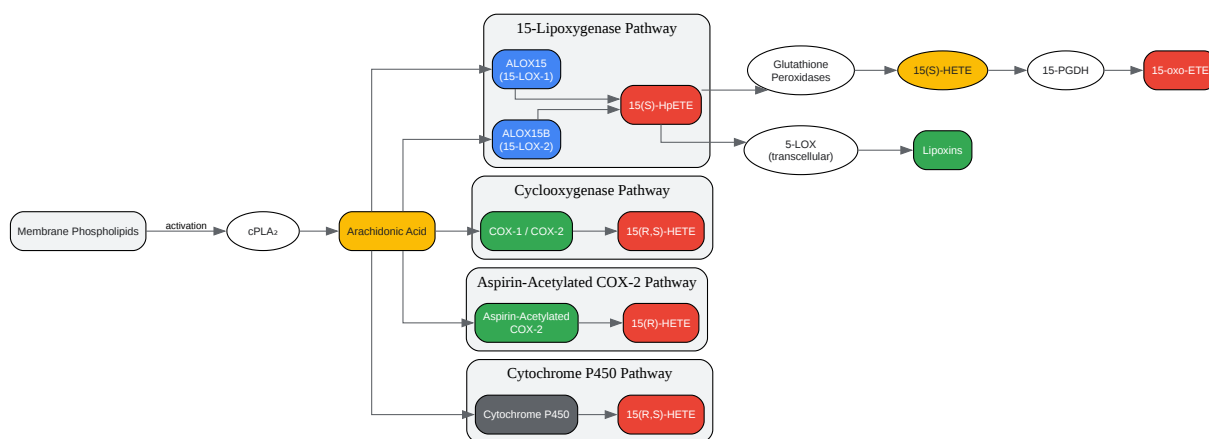 15-Lipoxygenase Pathway
ALOX15
(15-LOX-1)
ALOX15B
(15-LOX-2)
15(S)-HpETE
Glutathione
Peroxidases
15(S)-HETE
15-PGDH
15-oxo-ETE
5-LOX
(transcellular)
Lipoxins
Membrane Phospholipids
activation
cPLA₂
Arachidonic Acid
Cyclooxygenase Pathway
COX-1 / COX-2
15(R,S)-HETE
Aspirin-Acetylated COX-2 Pathway
Aspirin-Acetylated
COX-2
15(R)-HETE
Cytochrome P450 Pathway
Cytochrome P450
15(R,S)-HETE